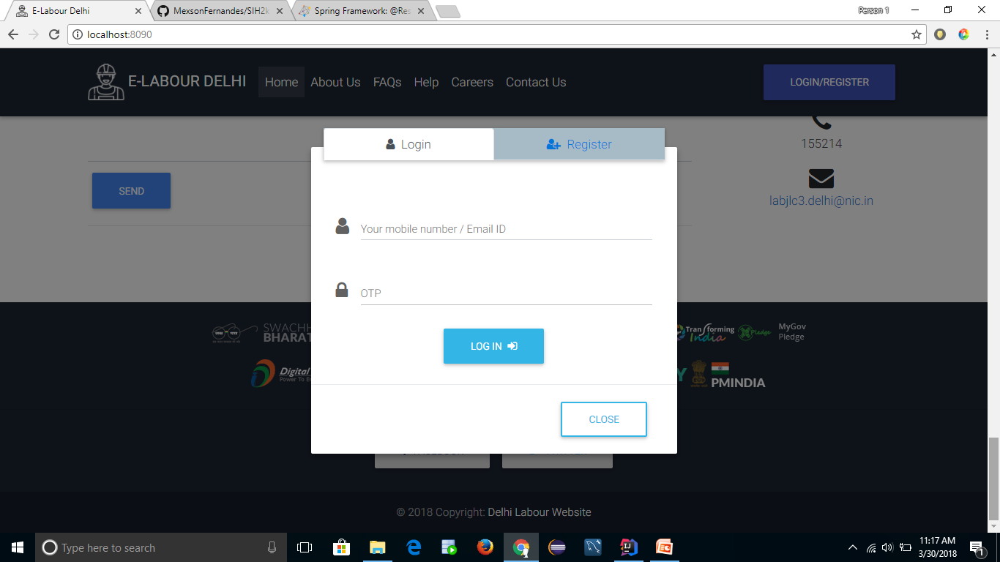 E-Labour Delhi
MexsonFernandes/SIH2k
Spring Framework: @Res
Person 1
localhost:8090
E-LABOUR DELHI
Home About Us FAQs Help Careers Contact Us
LOGIN/REGISTER
Login
Register
155214
SEND
labjlc3.delhi@nic.in
Your mobile number / Email ID
OTP
LOG IN
SWACHH
BHARAT
Transforming
India
Pledge
MyGov
Pledge
Digital
Power To E
Y
PMINDIA
CLOSE
© 2018 Copyright: Delhi Labour Website
Type here to search
11:17 AM
3/30/2018
1